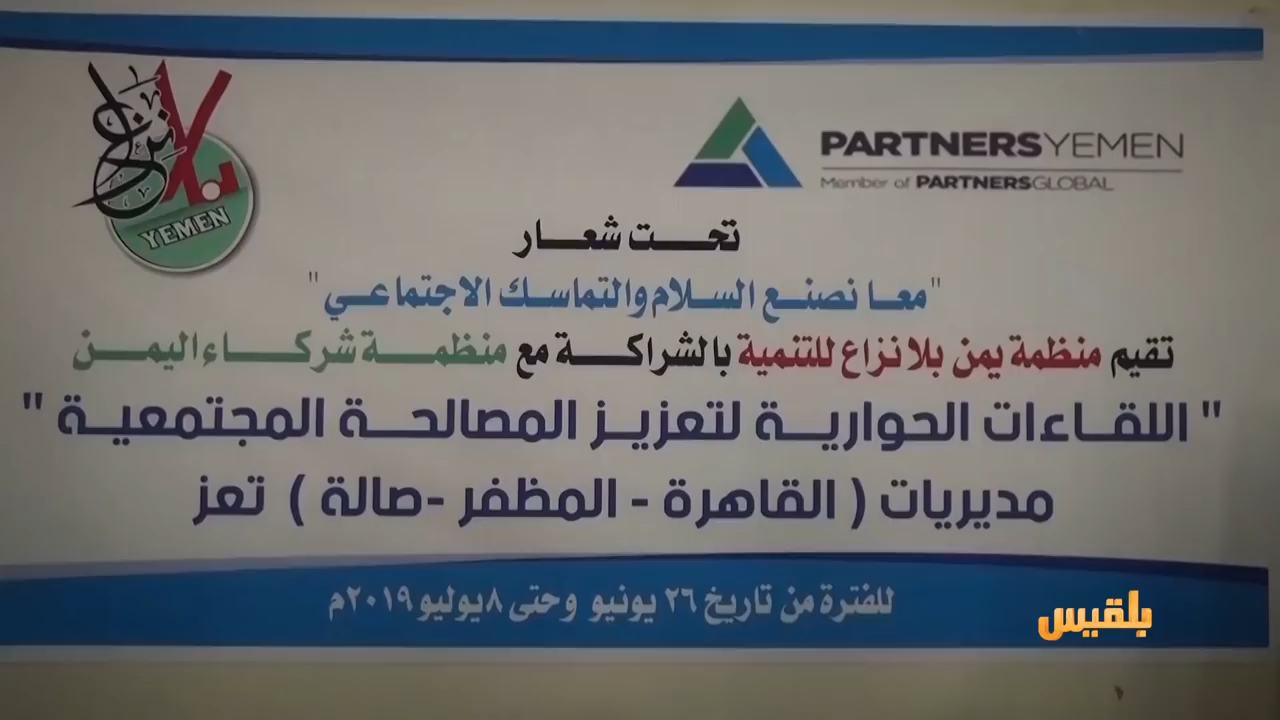 بلا نزاع
YEMEN
PARTNERSYEMEN
Member of PARTNERSGLOBAL
تحت شعار
"معا نصنع السلام والتماسك الاجتماعي"
تقيم منظمة يمن بلا نزاع للتنمية بالشراكة مع منظمة شركاء اليمن
" اللقاءات الحوارية لتعزيز المصالحة المجتمعية "
مديريات ( القاهرة - المظفر -صالة ) تعز
للفترة من تاريخ ٢٦ يونيو وحتى ٨ يوليو ٢٠١٩م
بلقيس